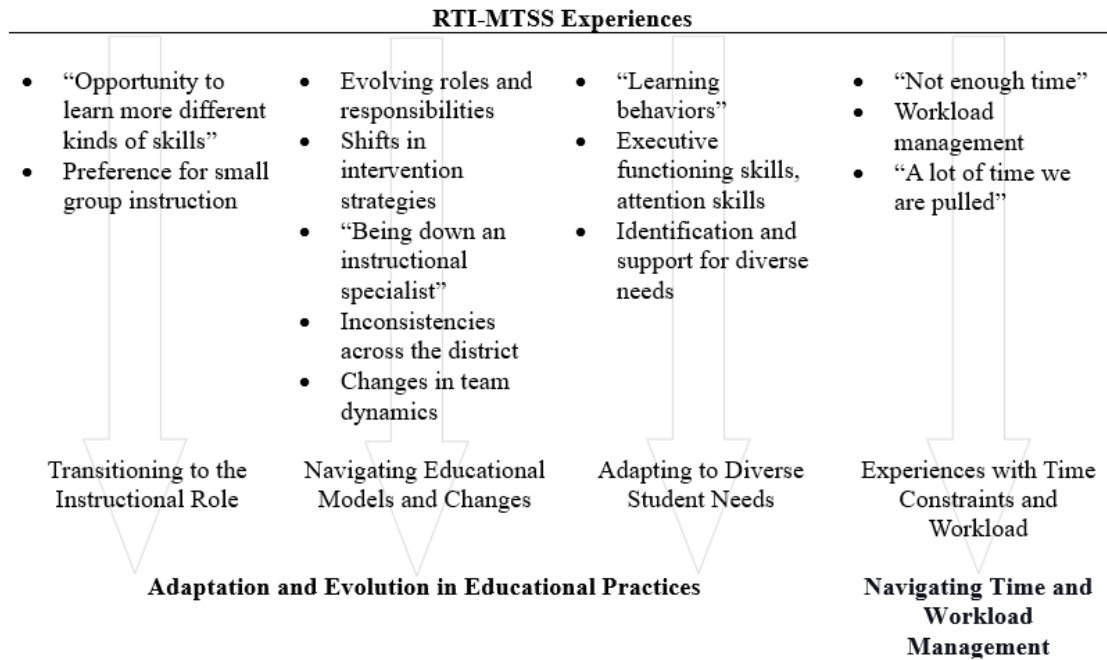 RTI-MTSS Experiences
• “Opportunity to
learn more different
kinds of skills”
• Preference for small
group instruction
• Evolving roles and
responsibilities
• Shifts in
intervention
strategies
• “Being down an
instructional
specialist”
• Inconsistencies
across the district
• Changes in team
dynamics
• “Learning
behaviors”
• Executive
functioning skills,
attention skills
• Identification and
support for diverse
needs
• “Not enough time”
• Workload
management
• “A lot of time we
are pulled”
Transitioning to the
Instructional Role
Navigating Educational
Models and Changes
Adapting to Diverse
Student Needs
Experiences with Time
Constraints and
Workload
Adaptation and Evolution in Educational Practices
Navigating Time and
Workload
Management